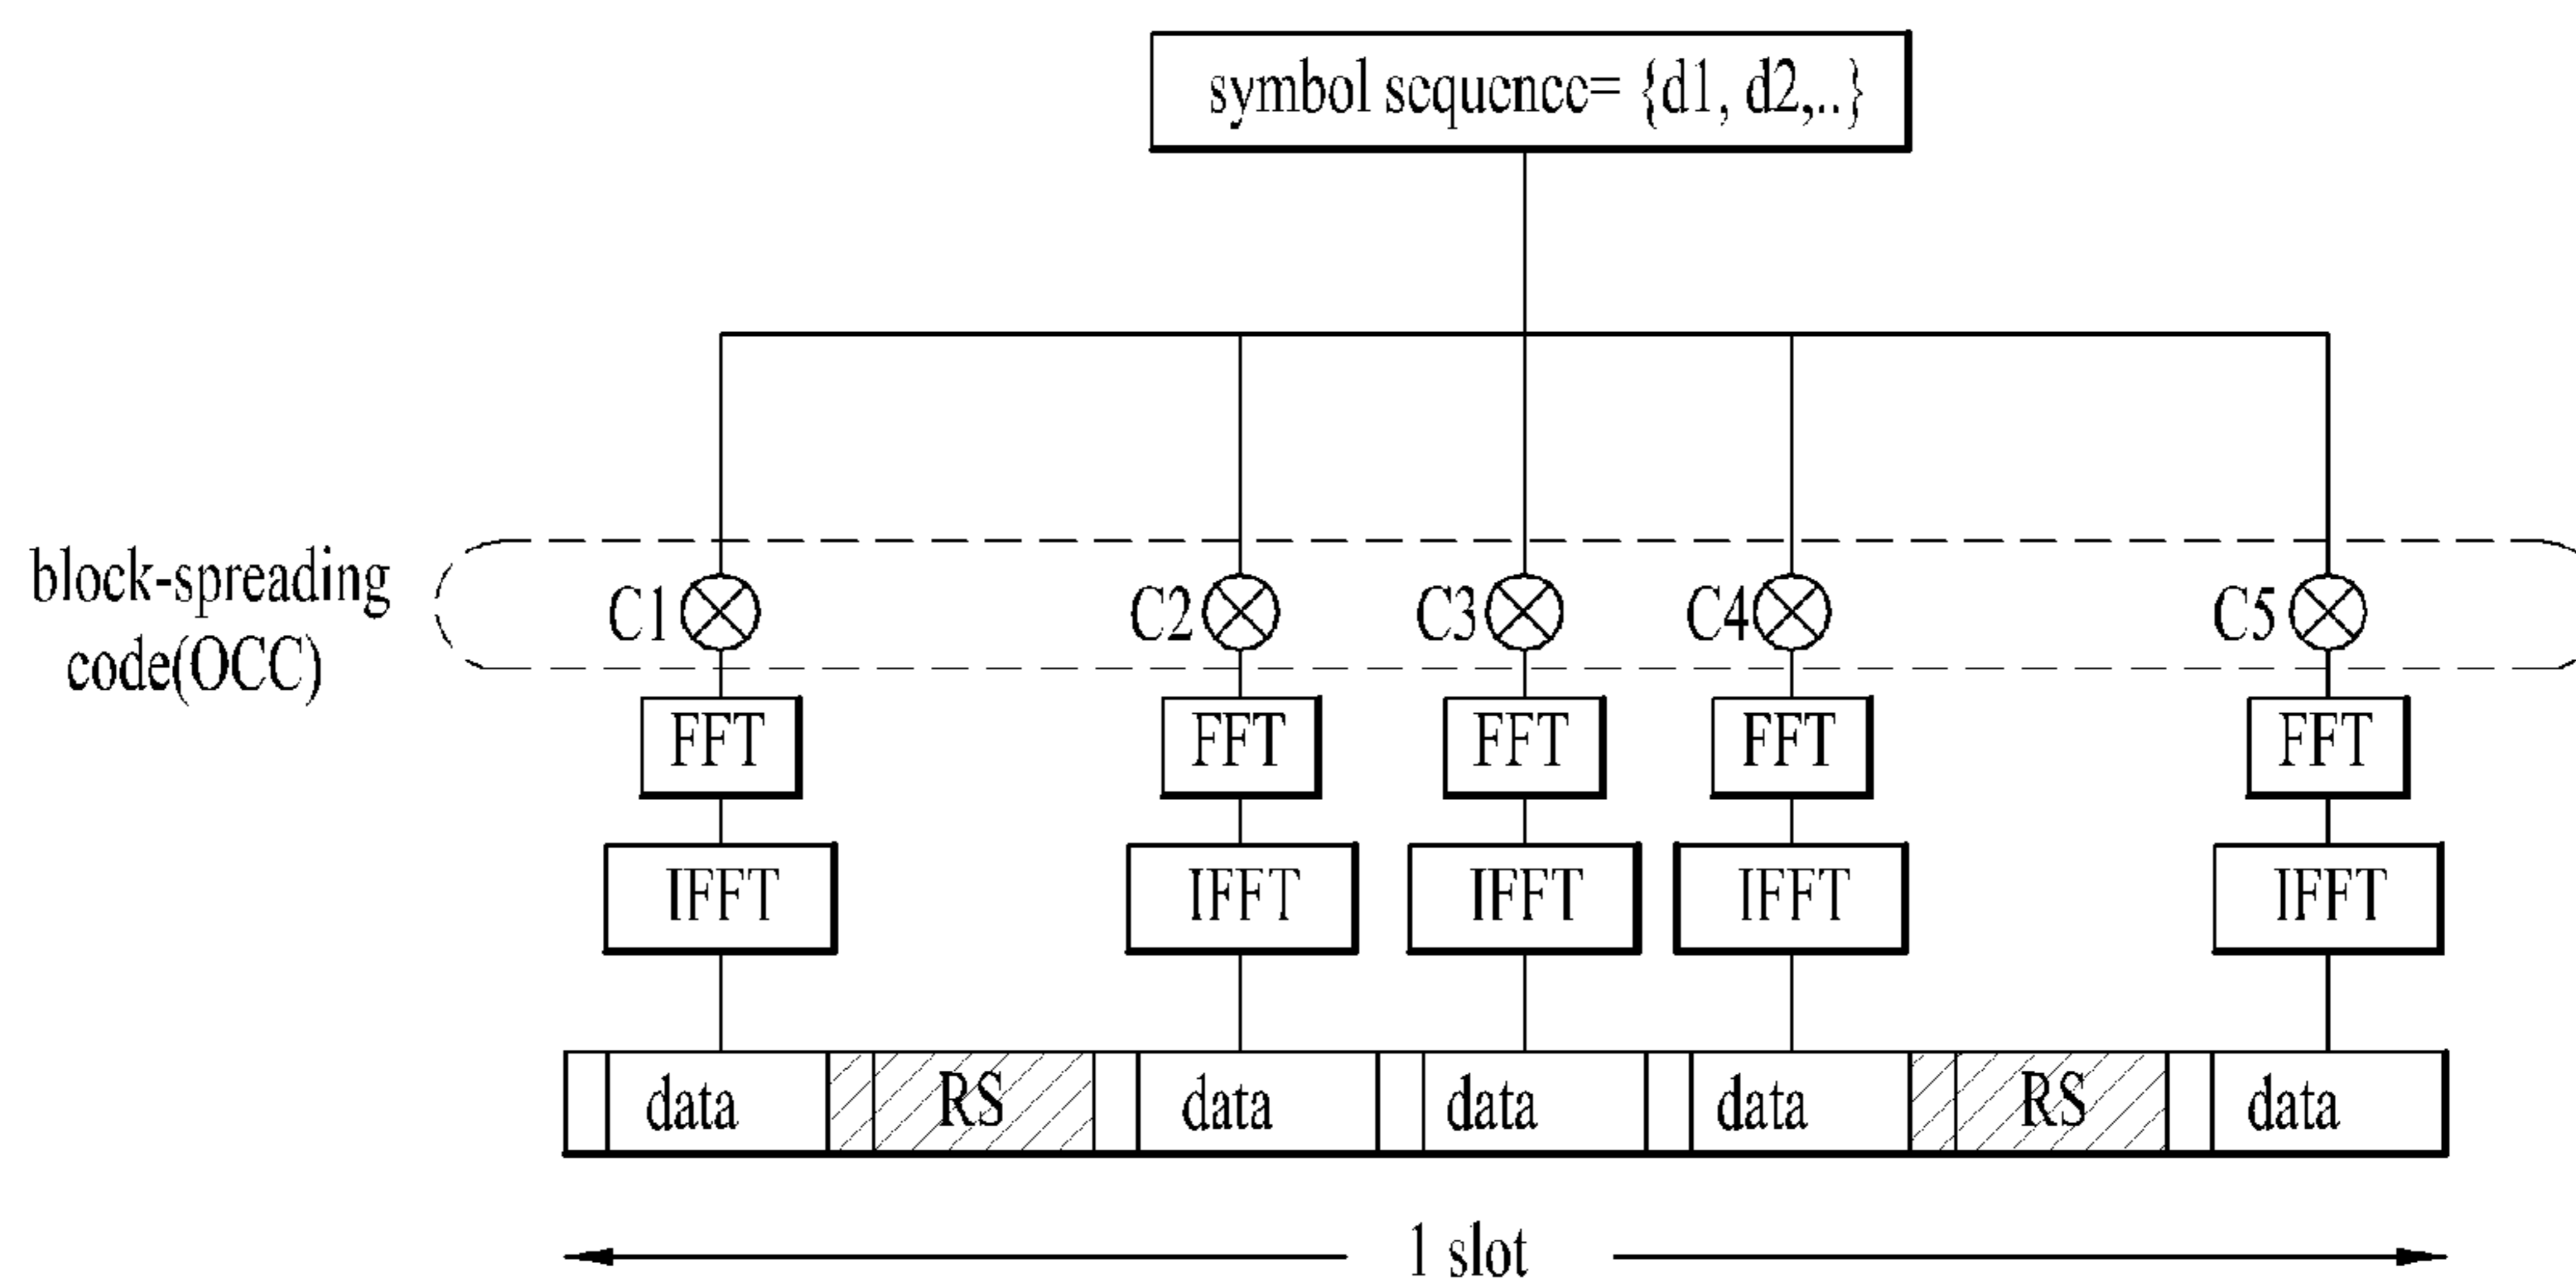 symbol sequence= {d1, d2,..}
block-spreading
code(OCC)
C1 C2 C3 C4 C5
FFT FFT FFT FFT FFT
IFFT IFFT IFFT IFFT IFFT
data RS data data data RS data
1 slot